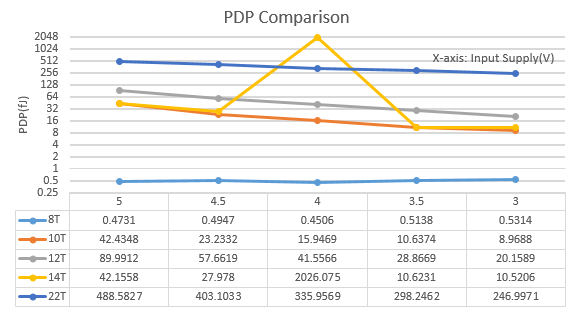 PDP Comparison
X-axis: Input Supply(V)
PDP(fj)
2048
1024
512
256
128
64
32
16
8
4
2
1
0.5
0.25
5 4.5 4 3.5 3
8T 0.4731 0.4947 0.4506 0.5138 0.5314
10T 42.4348 23.2332 15.9469 10.6374 8.9688
12T 89.9912 57.6619 41.5566 28.8669 20.1589
14T 42.1558 27.978 2026.075 10.6231 10.5206
22T 488.5827 403.1033 335.9569 298.2462 246.9971